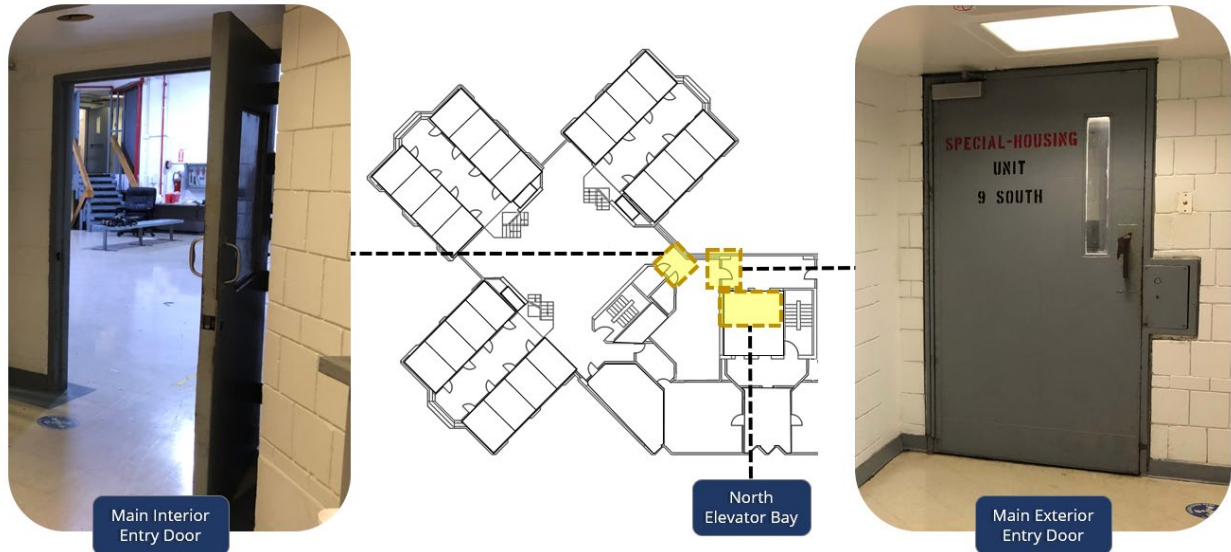 SPECIAL-HOUSING
UNIT
9 SOUTH
Main Interior
Entry Door
North
Elevator Bay
Main Exterior
Entry Door